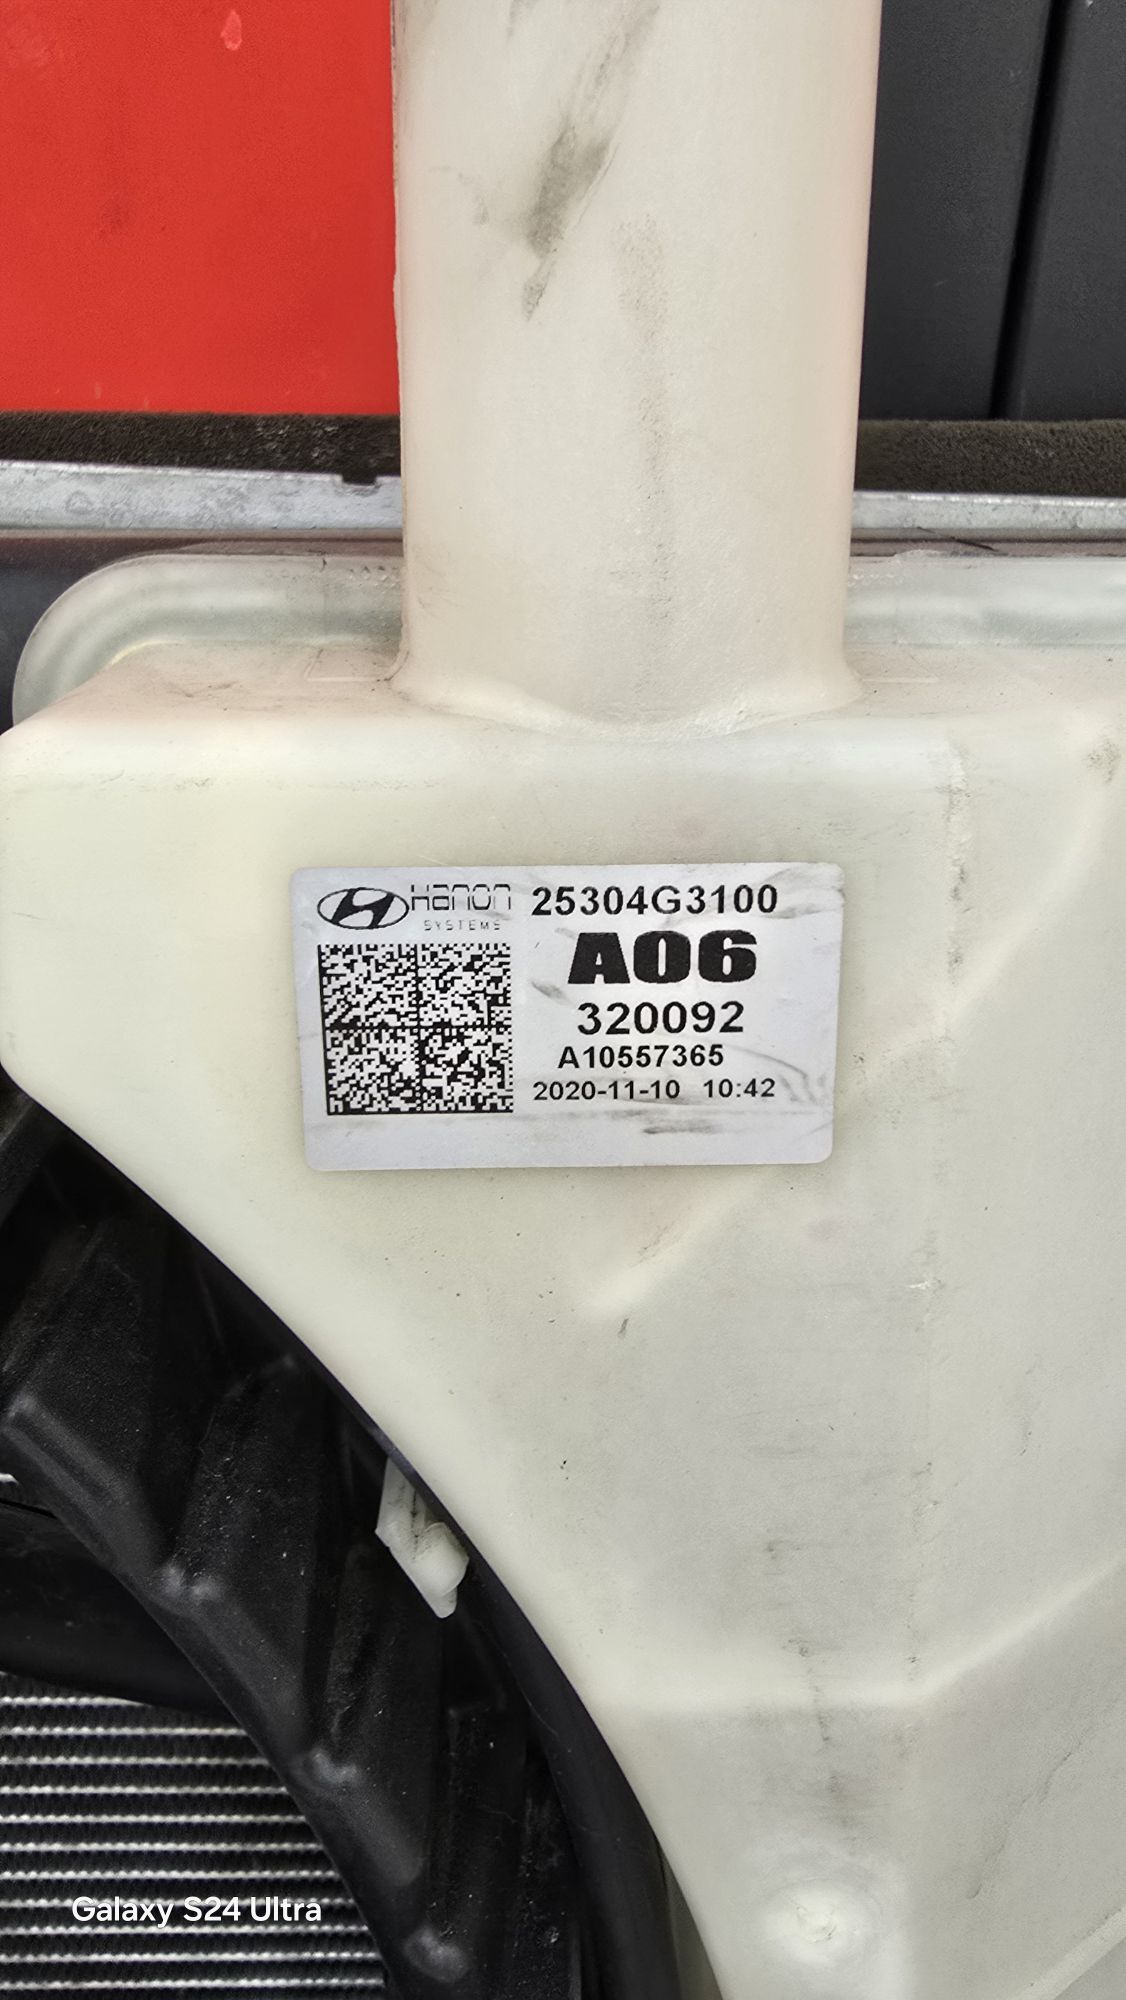 Hanon 25304G3100
SYSTEMS
A06
320092
A10557365
2020-11-10 10:42
Galaxy S24 Ultra